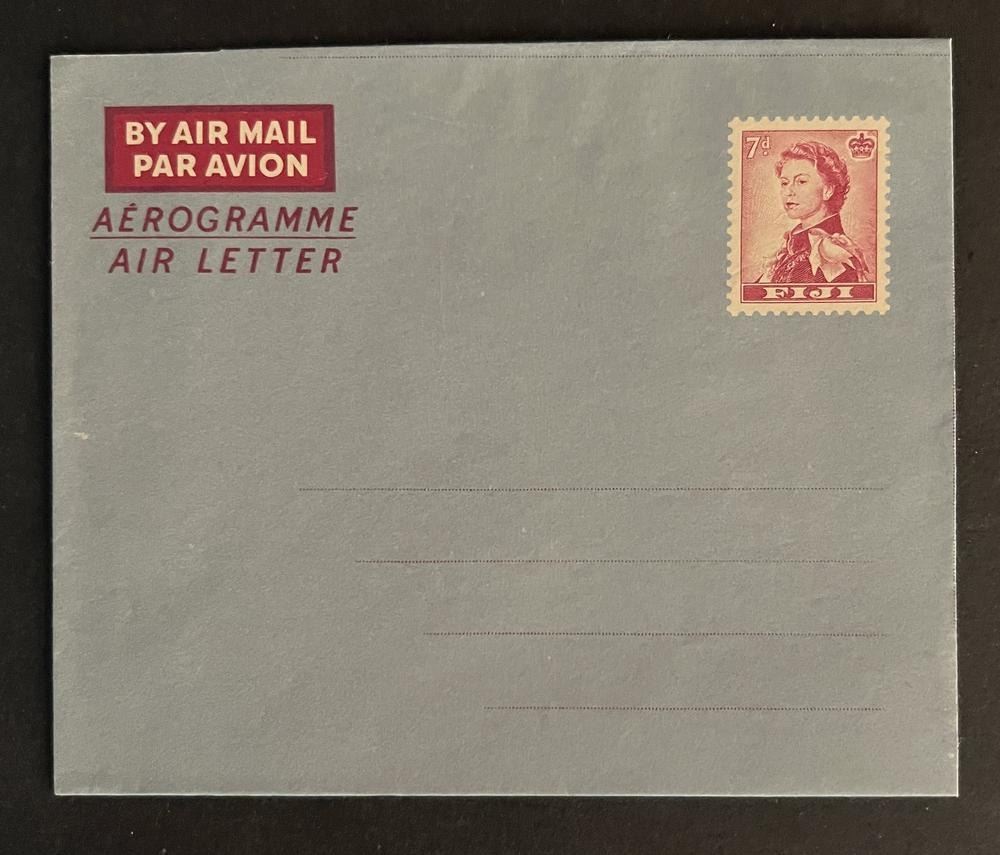 BY AIR MAIL
PAR AVION
AÉROGRAMME
AIR LETTER
7d.
FIJI